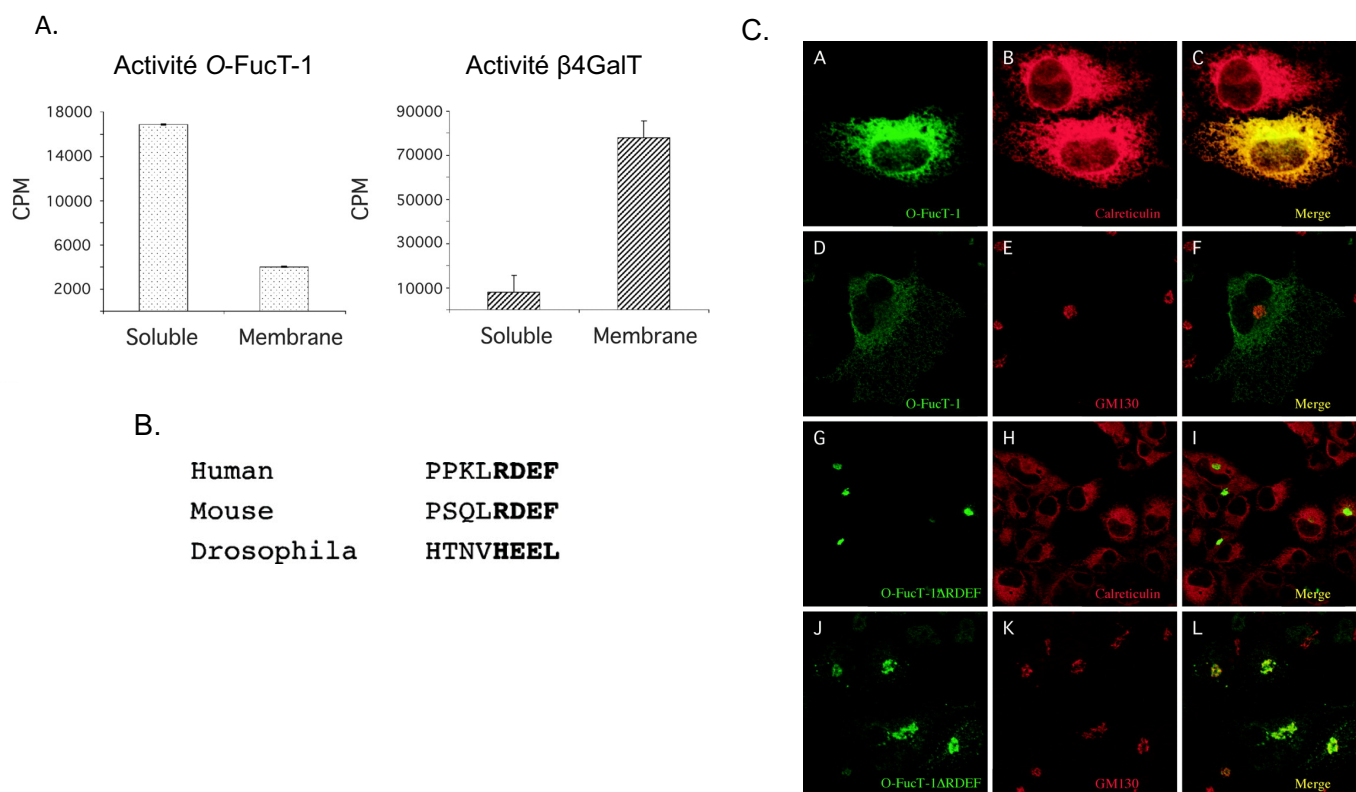 A.
Activité O-FucT-1
CPM
18000
14000
10000
6000
2000
Soluble Membrane
Activité β4GalT
CPM
90000
70000
50000
30000
10000
Soluble Membrane
B.
Human PPKLRDEF
Mouse PSQLRDEF
Drosophila HTNVHEEL
C.
A B C
O-FucT-1 Calreticulin Merge
D E F
O-FucT-1 GM130 Merge
G H I
O-FucT-1ΔRDEF Calreticulin Merge
J K L
O-FucT-1ΔRDEF GM130 Merge